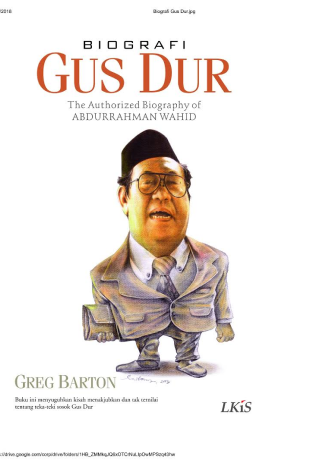 /2018
Biografi Gus Dur.jpg
BIOGRAFI
GUS DUR
The Authorized Biography of
ABDURRAHMAN WAHID
GREG BARTON
Buku ini menyuguhkan kisah menakjubkan dan tak ternilai
tentang teka-teki sosok Gus Dur
LKiS